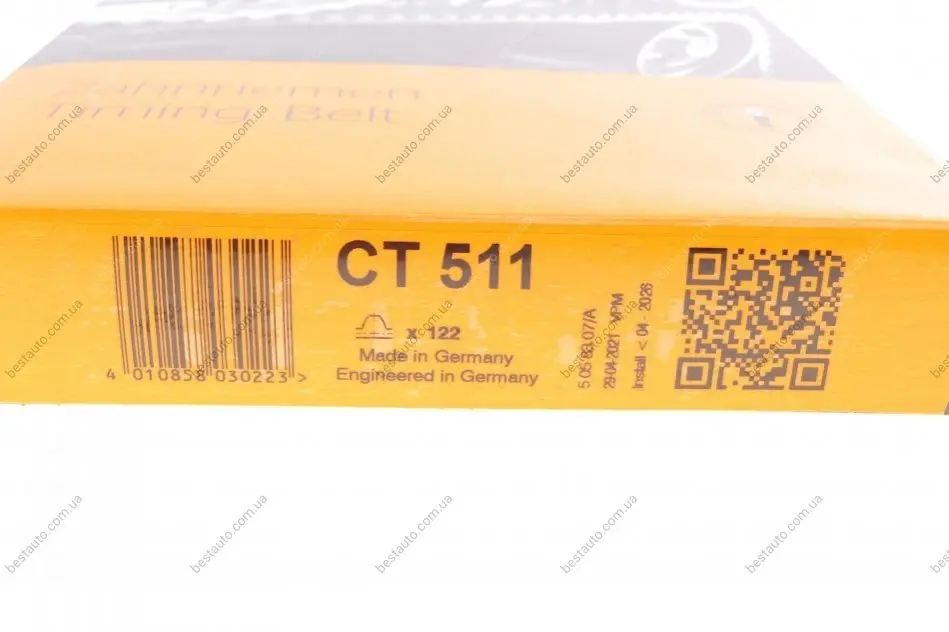 Zahnriemen
Timing Belt
CT 511
x 122
Made in Germany
Engineered in Germany
4 010858 030223 >
29-04-2021 VPM
Install < 04 - 2026
bestauto.com.ua